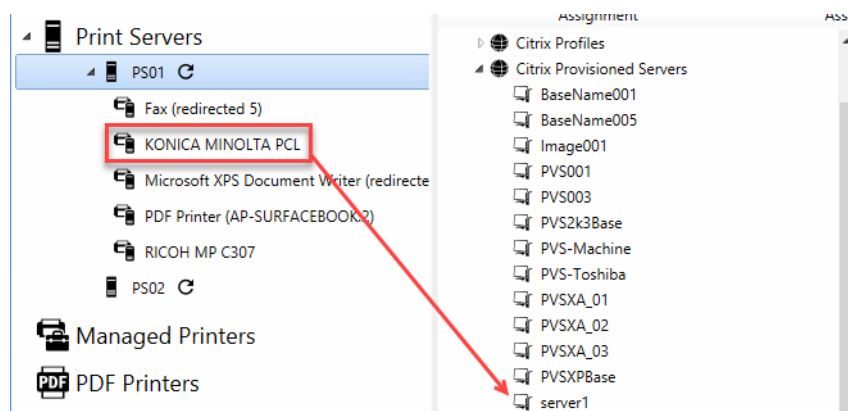 Print Servers
PS01
Fax (redirected 5)
KONICA MINOLTA PCL
Microsoft XPS Document Writer (redirecte
PDF Printer (AP-SURFACEBOOK:2)
RICOH MP C307
PS02
Managed Printers
PDF
PDF Printers
Assignment
Ass
Citrix Profiles
Citrix Provisioned Servers
BaseName001
BaseName005
Image001
PVS001
PVS003
PVS2k3Base
PVS-Machine
PVS-Toshiba
PVSXA_01
PVSXA_02
PVSXA_03
PVSXPBase
server1